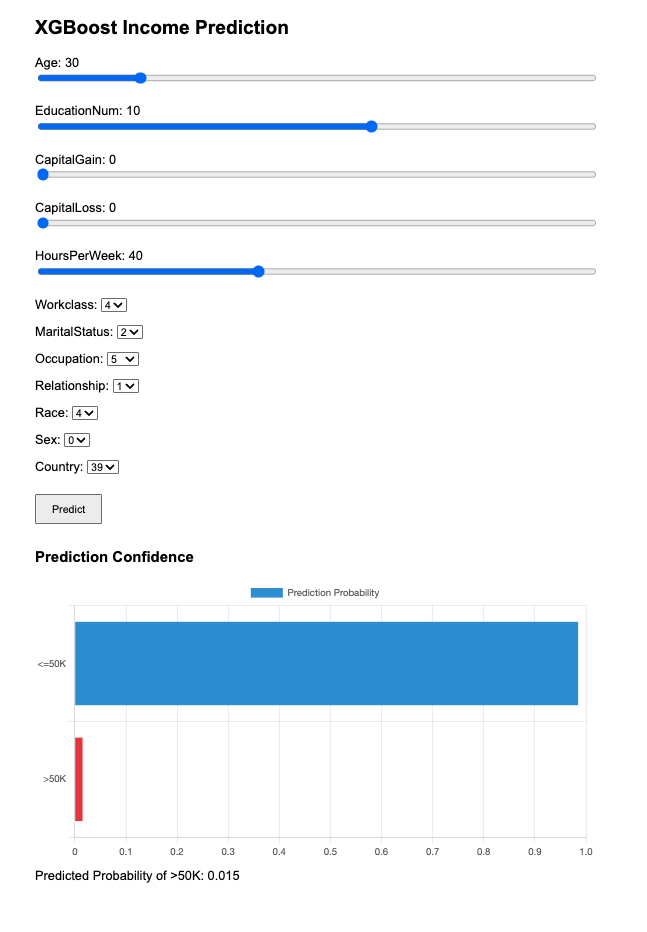 XGBoost Income Prediction
Age: 30
EducationNum: 10
CapitalGain: 0
CapitalLoss: 0
HoursPerWeek: 40
Workclass: 4
MaritalStatus: 2
Occupation: 5
Relationship: 1
Race: 4
Sex: 0
Country: 39
Predict
Prediction Confidence
Prediction Probability
<=50K
>50K
0 0.1 0.2 0.3 0.4 0.5 0.6 0.7 0.8 0.9 1.0
Predicted Probability of >50K: 0.015